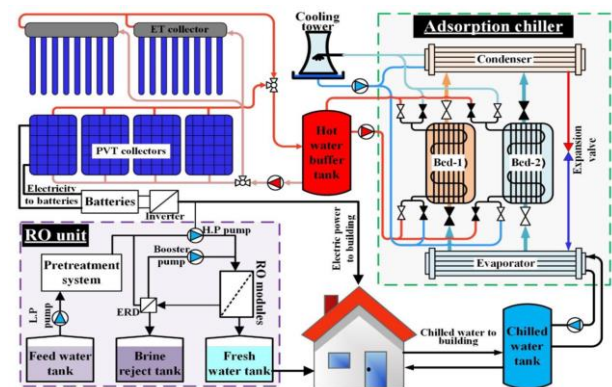 ET collector
Cooling
tower
Adsorption chiller
Condenser
PVT collectors
Hot
water
buffer
tank
Bed-1
Bed-2
Expansion
valve
Electricity
to batteries
Batteries
Inverter
Electric power
to building
Evaporator
RO unit
H.P pump
Booster
pump
Pretreatment
system
RO modules
L.P
pump
ERD
Feed water
tank
Brine
reject tank
Fresh
water tank
Chilled water to
building
Chilled
water
tank